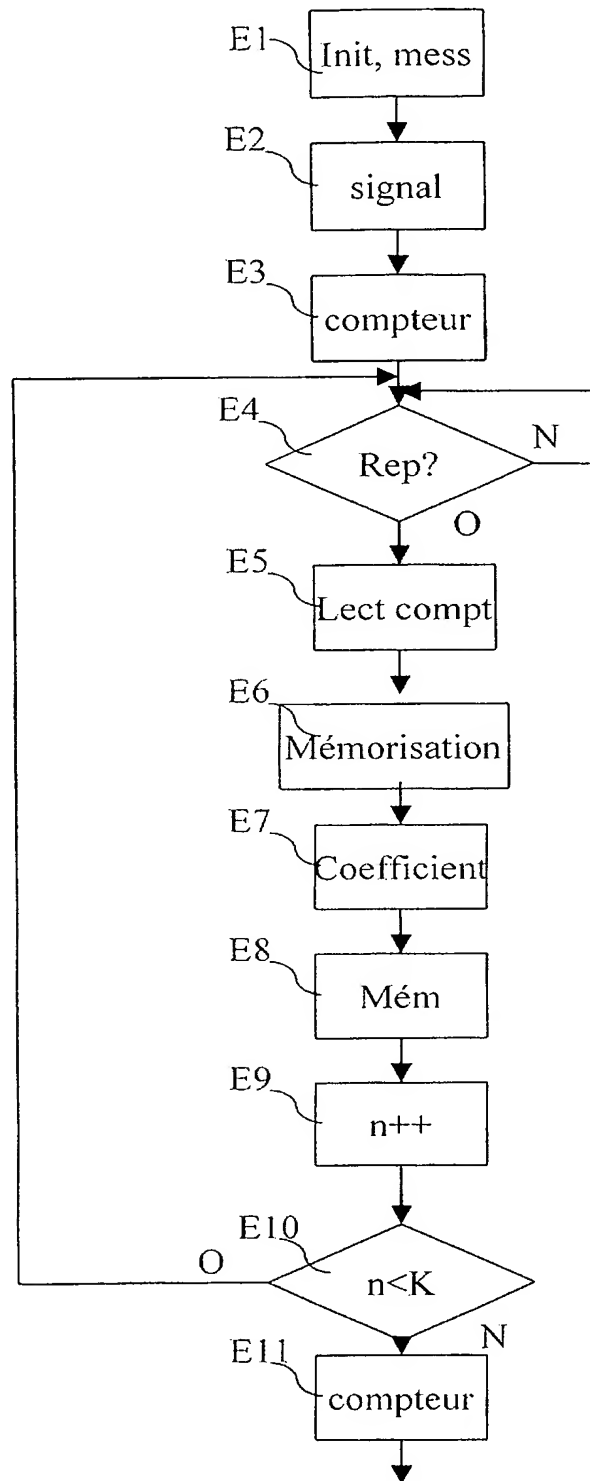 E1
Init, mess
E2
signal
E3
compteur
E4
Rep?
N
O
E5
Lect compt
E6
Mémorisation
E7
Coefficient
E8
Mém
E9
n++
E10
O
n<K
N
E11
compteur